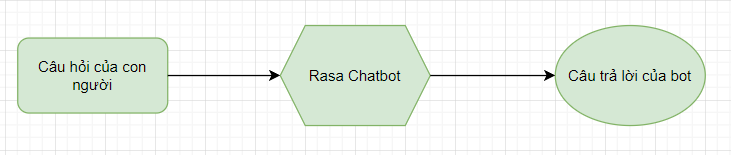 Câu hỏi của con
người
Rasa Chatbot
Câu trả lời của bot